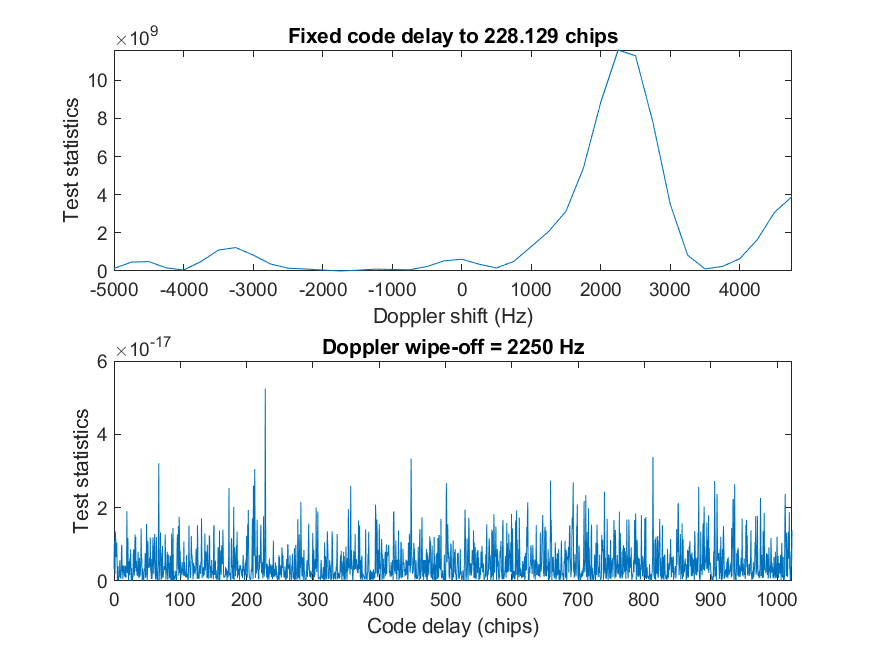 ×10⁹
Fixed code delay to 228.129 chips
10
8
6
4
2
0
Test statistics
-5000 -4000 -3000 -2000 -1000 0 1000 2000 3000 4000
Doppler shift (Hz)
×10⁻¹⁷
Doppler wipe-off = 2250 Hz
6
4
2
0
Test statistics
0 100 200 300 400 500 600 700 800 900 1000
Code delay (chips)